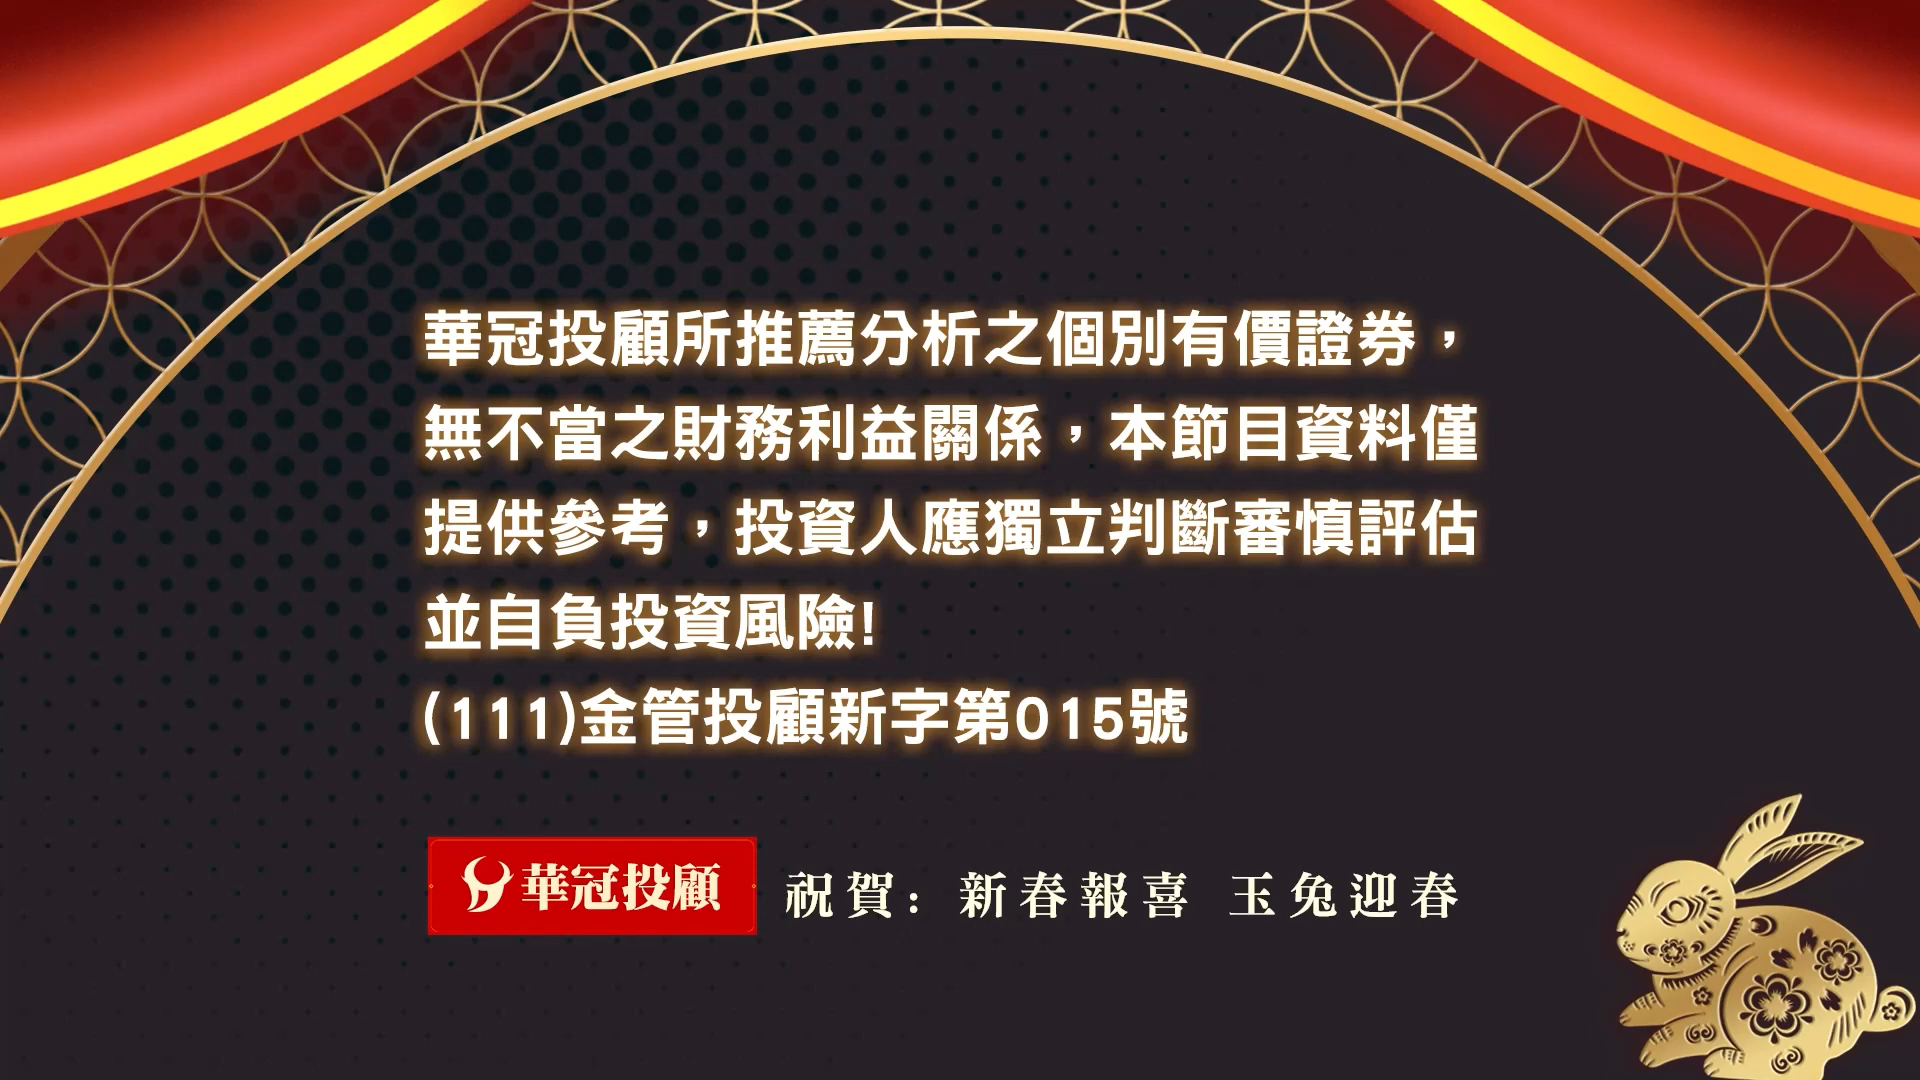 華冠投顧所推薦分析之個別有價證券，
無不當之財務利益關係，本節目資料僅
提供參考，投資人應獨立判斷審慎評估
並自負投資風險!
(111)金管投顧新字第015號
華冠投顧
祝賀: 新春報喜 玉兔迎春